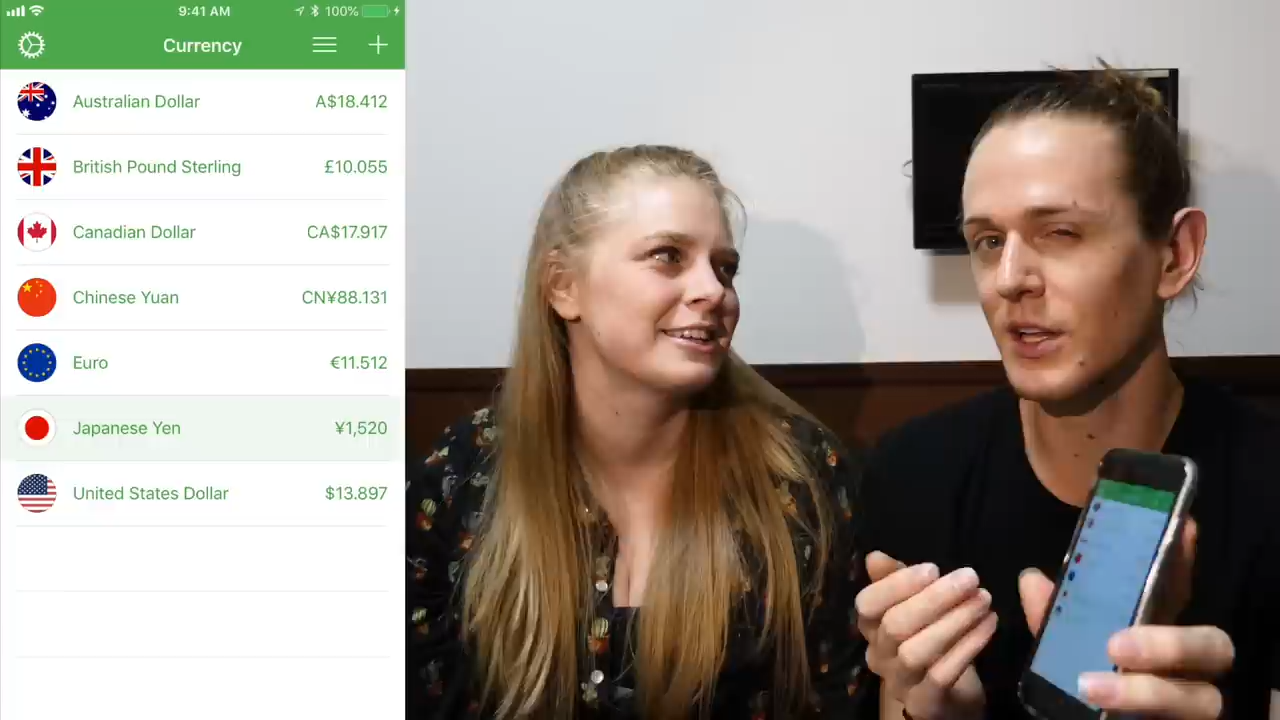 9:41 AM
100%
Currency
Australian Dollar A$18.412
British Pound Sterling £10.055
Canadian Dollar CA$17.917
Chinese Yuan CN¥88.131
Euro €11.512
Japanese Yen ¥1,520
United States Dollar $13.897